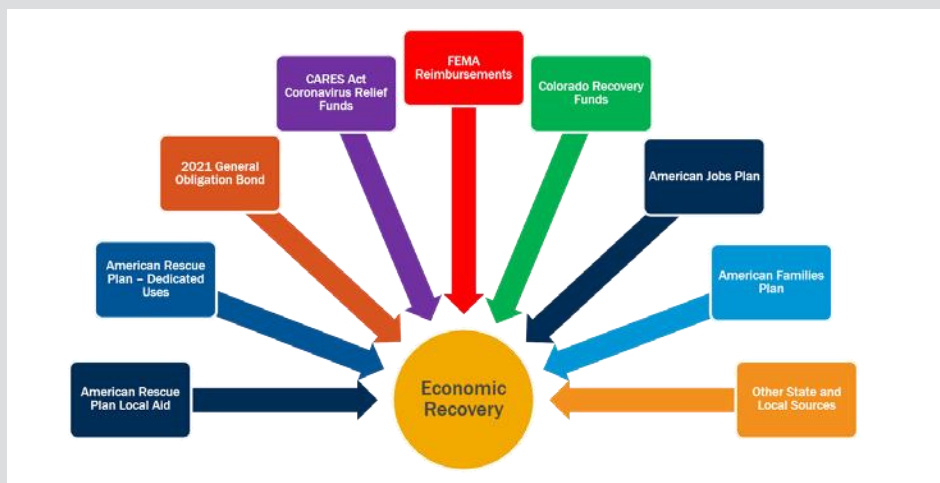 FEMA
Reimbursements
CARES Act
Coronavirus Relief
Funds
Colorado Recovery
Funds
2021 General
Obligation Bond
American Jobs Plan
American Rescue
Plan – Dedicated
Uses
American Families
Plan
American Rescue
Plan Local Aid
Economic
Recovery
Other State and
Local Sources